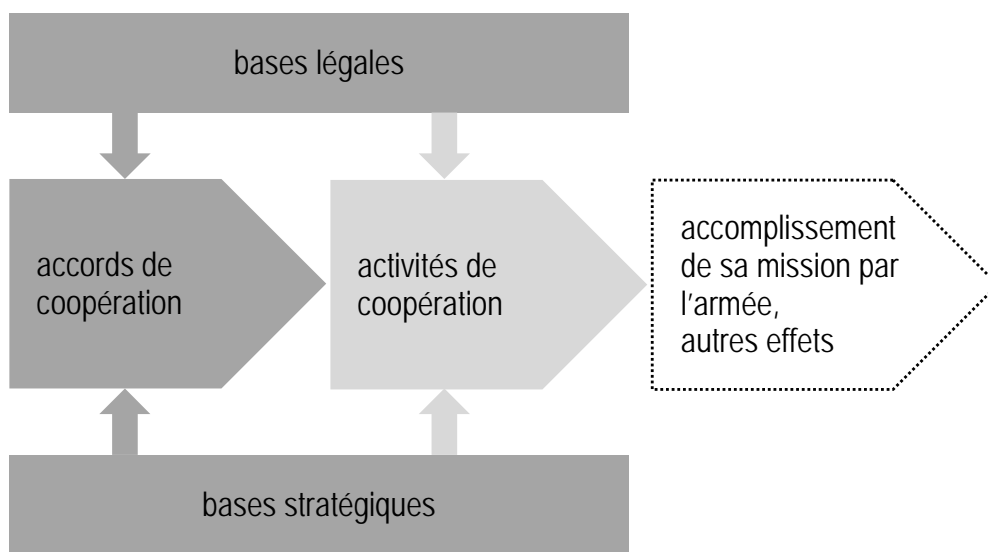 bases légales
accords de
coopération
activités de
coopération
accomplissement
de sa mission par
l'armée,
autres effets
bases stratégiques